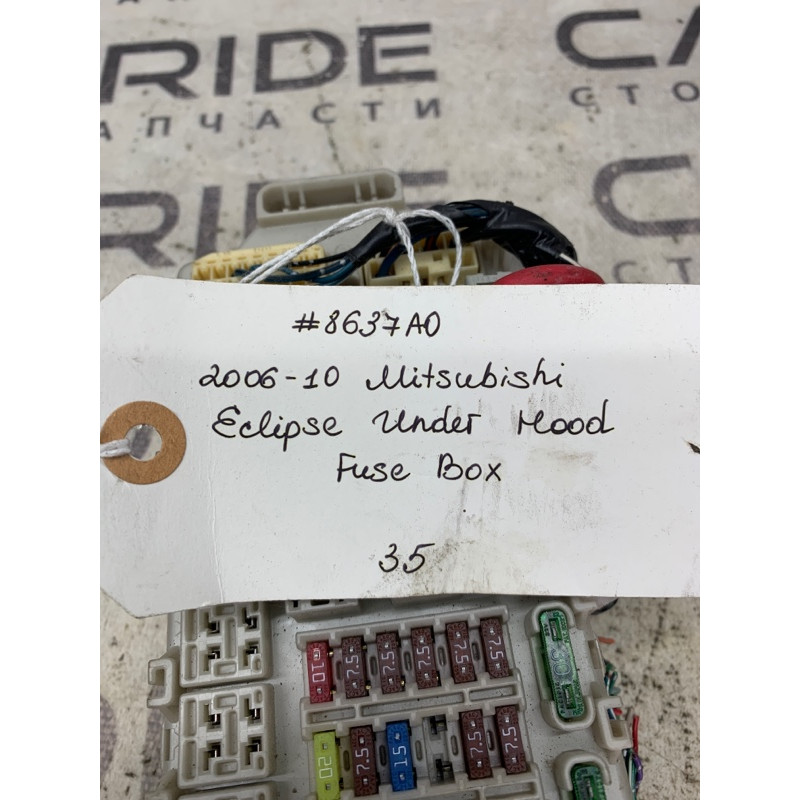 RIDE
CA
АПЧАСТИ
СТО
RIDE
CA
#8637A0
2006-10 Mitsubishi
Eclipse Under Hood
Fuse Box
35
10 7.5 7.5 7.5 7.5 7.5
30
20 7.5 15 7.5 7.5